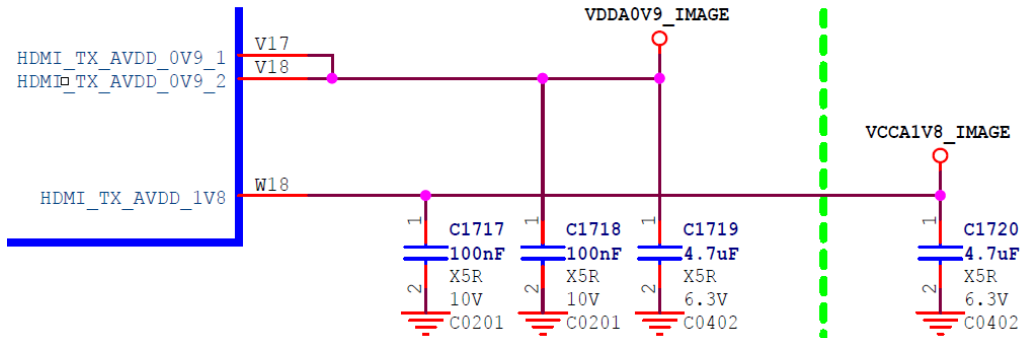 VDDA0V9_IMAGE
V17
HDMI_TX_AVDD_0V9_1
V18
HDMI_TX_AVDD_0V9_2
VCCA1V8_IMAGE
W18
HDMI_TX_AVDD_1V8
1 C1717
100nF
X5R
2 10V
C0201
1 C1718
100nF
X5R
2 10V
C0201
1 C1719
4.7uF
X5R
2 6.3V
C0402
1 C1720
4.7uF
X5R
2 6.3V
C0402